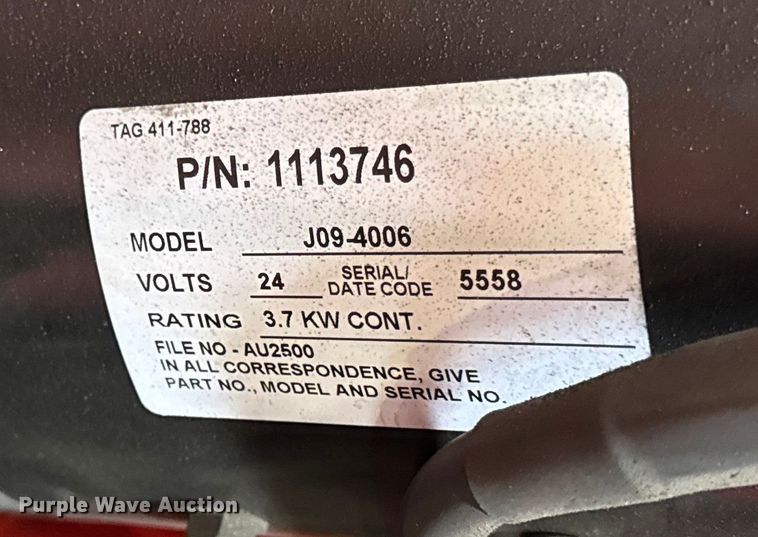 TAG 411-788
P/N: 1113746
MODEL J09-4006
VOLTS 24 SERIAL/ DATE CODE 5558
RATING 3.7 KW CONT.
FILE NO - AU2500
IN ALL CORRESPONDENCE, GIVE
PART NO., MODEL AND SERIAL NO.
Purple Wave Auction